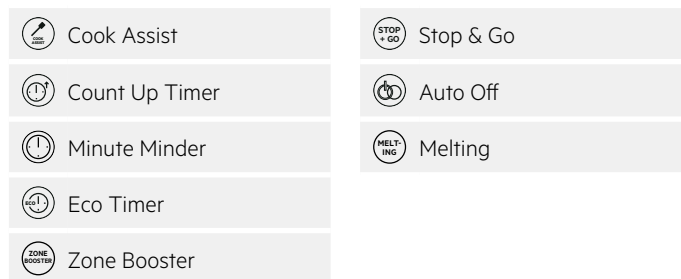 COOK
ASSIST
Cook Assist
Count Up Timer
Minute Minder
ECO
Eco Timer
ZONE
BOOSTER
Zone Booster
STOP
+ GO
Stop & Go
Auto Off
MELT-
ING
Melting